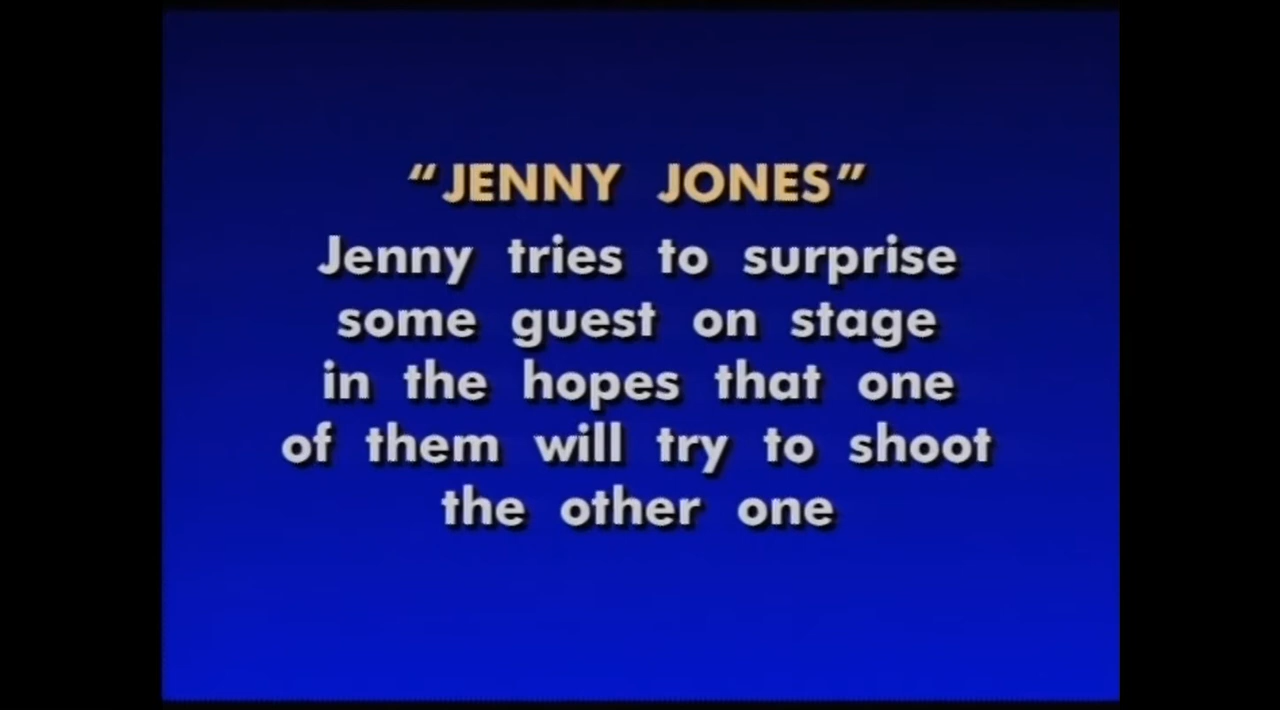 “JENNY JONES”
Jenny tries to surprise
some guest on stage
in the hopes that one
of them will try to shoot
the other one